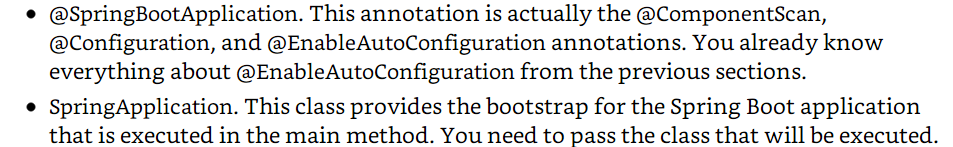 • @SpringBootApplication. This annotation is actually the @ComponentScan,
@Configuration, and @EnableAutoConfiguration annotations. You already know
everything about @EnableAutoConfiguration from the previous sections.
• SpringApplication. This class provides the bootstrap for the Spring Boot application
that is executed in the main method. You need to pass the class that will be executed.